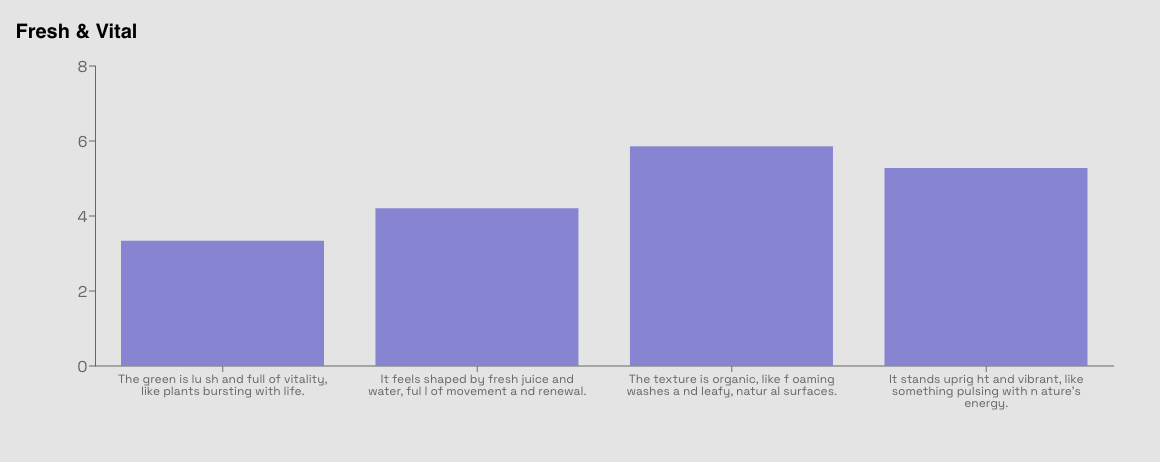 Fresh & Vital
8
6
4
2
0
The green is lu sh and full of vitality,
like plants bursting with life.
It feels shaped by fresh juice and
water, ful l of movement a nd renewal.
The texture is organic, like f oaming
washes a nd leafy, natur al surfaces.
It stands uprig ht and vibrant, like
something pulsing with n ature's
energy.